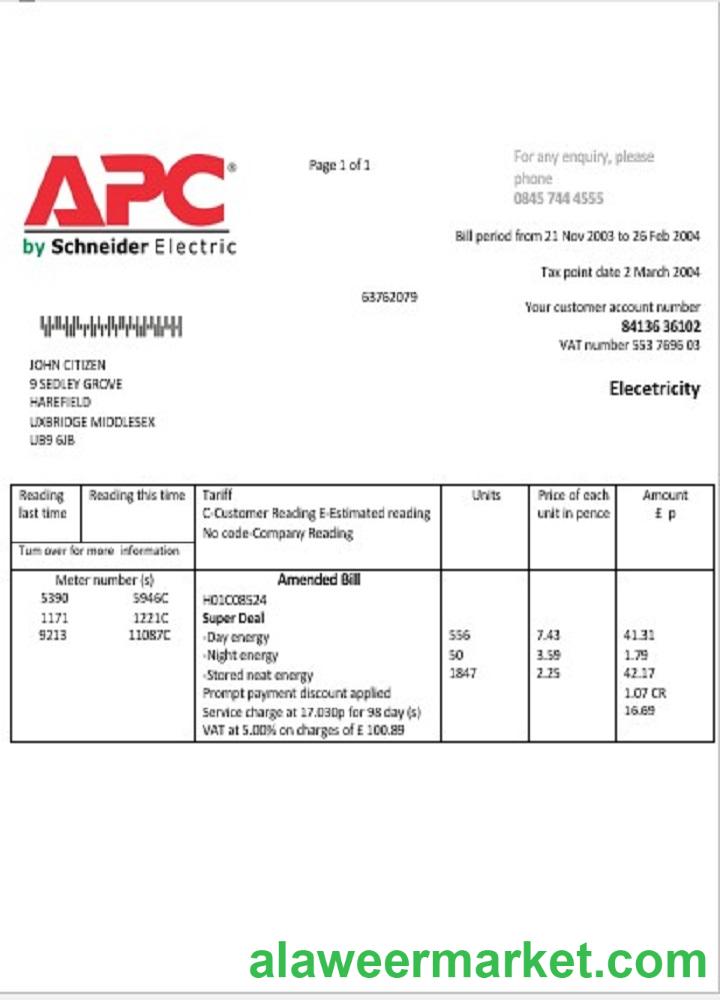 APC®
by Schneider Electric
Page 1 of 1
For any enquiry, please
phone
0845 744 4555
Bill period from 21 Nov 2003 to 26 Feb 2004
Tax point date 2 March 2004
63762079
Your customer account number
84136 36102
VAT number 553 7696 03
Elecetricity
JOHN CITIZEN
9 SEDLEY GROVE
HAREFIELD
UXBRIDGE MIDDLESEX
UB9 6JB
Reading last time
Reading this time
Turn over for more information
Tariff
C-Customer Reading E-Estimated reading
No code-Company Reading
Units
Price of each
unit in pence
Amount
£ p
Meter number (s)
Amended Bill
5390 5946C H01C08524
1171 1221C Super Deal
9213 11087C -Day energy 556 7.43 41.31
-Night energy 50 3.59 1.79
-Stored neat energy 1847 2.25 42.17
Prompt payment discount applied 1.07 CR
Service charge at 17.030p for 98 day (s) 16.69
VAT at 5.00% on charges of £ 100.89
alaweermarket.com